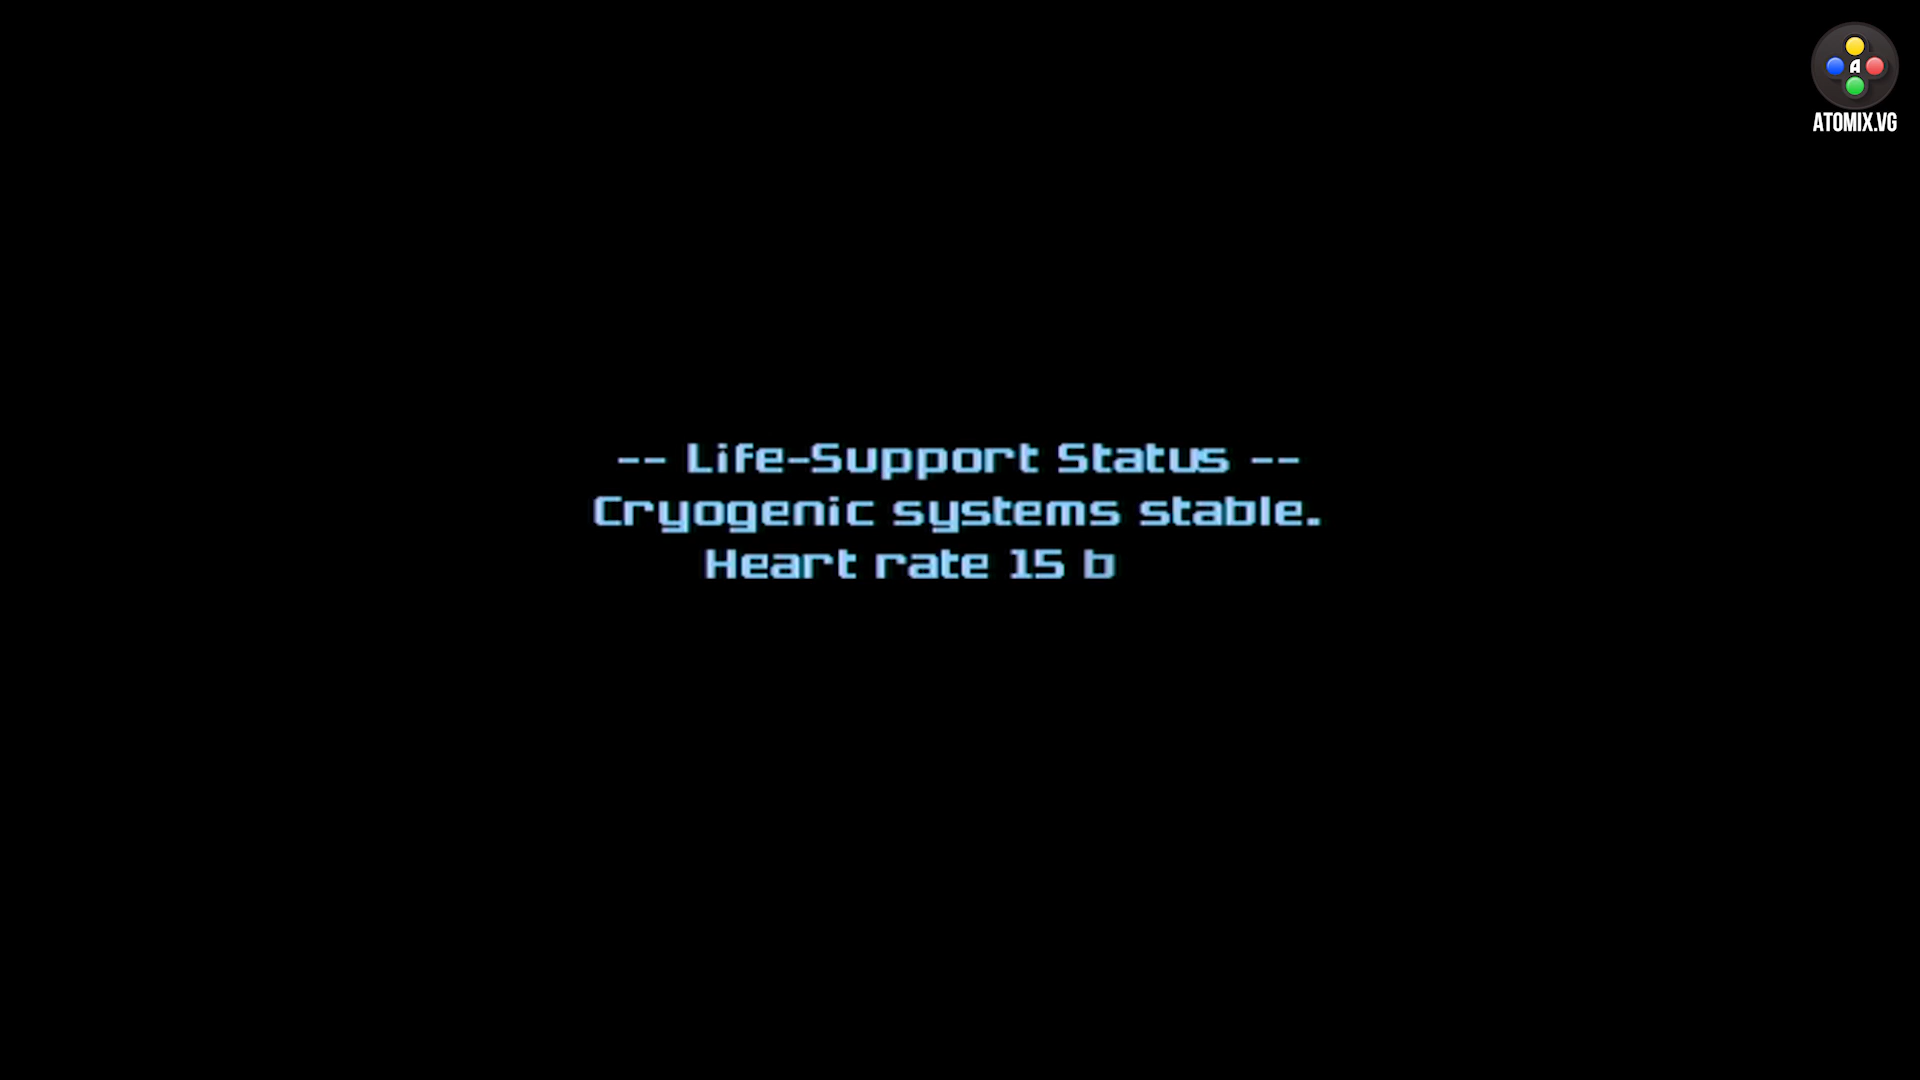 A
ATOMIX.VG
-- Life-Support Status --
Cryogenic systems stable.
Heart rate 15 b